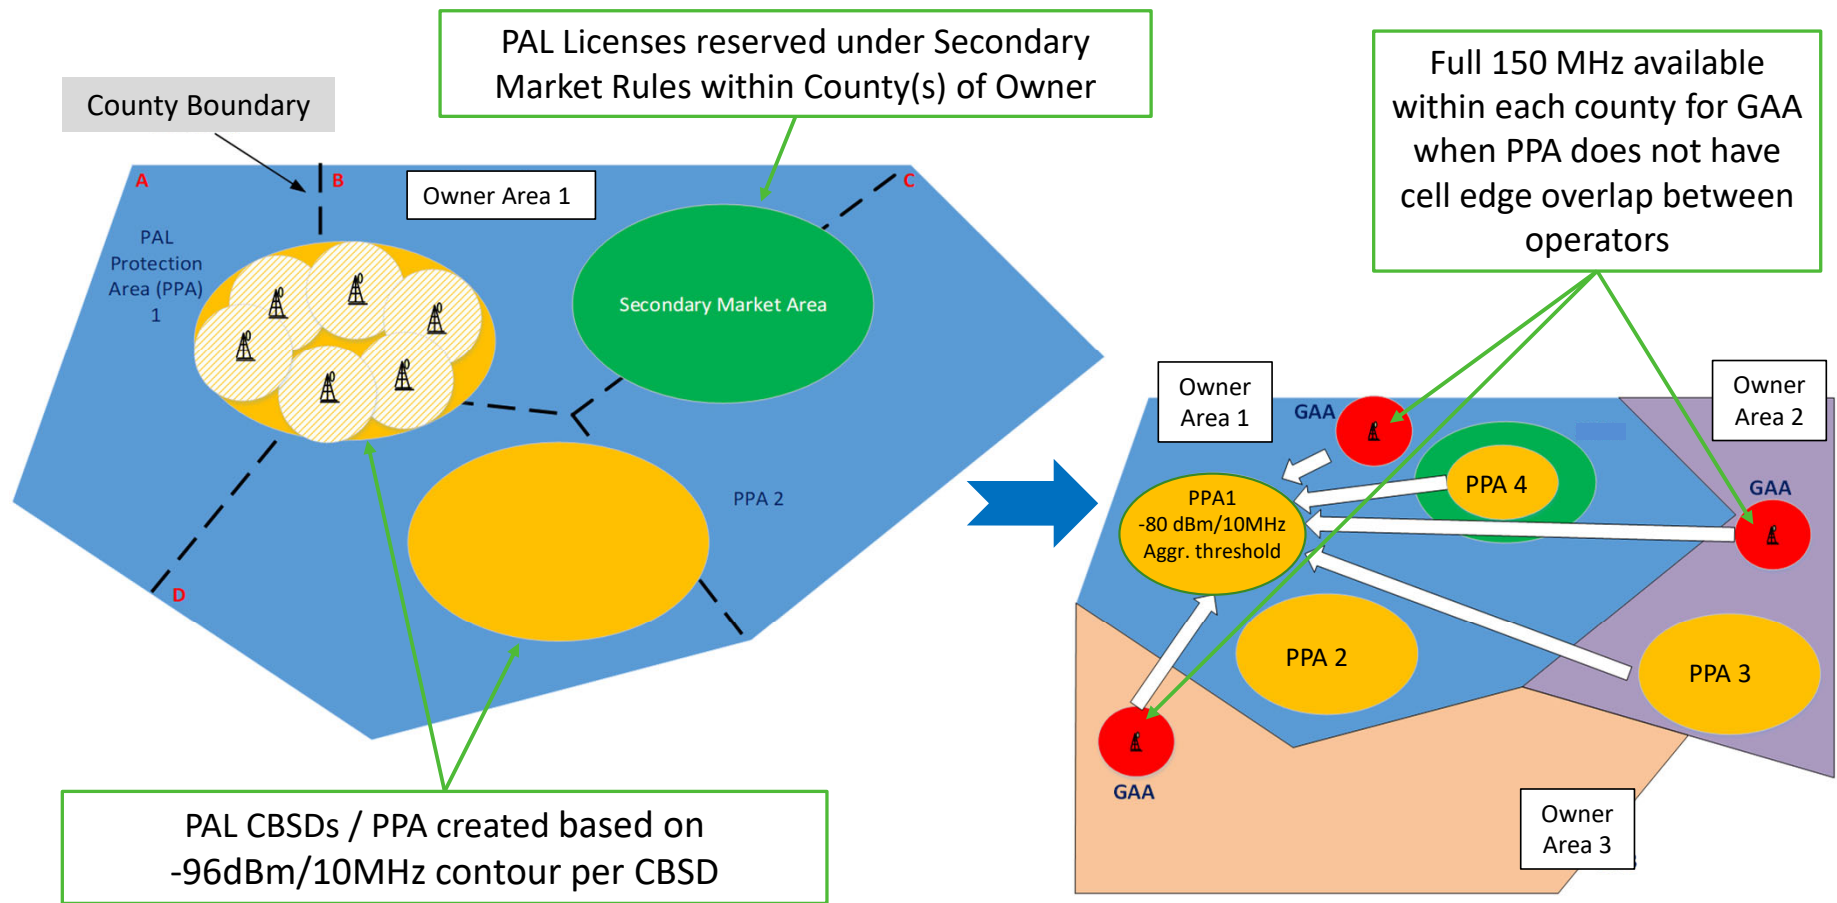 PAL Licenses reserved under Secondary
Market Rules within County(s) of Owner
County Boundary
A
B
Owner Area 1
C
PAL
Protection
Area (PPA)
1
Secondary Market Area
PPA 2
D
PAL CBSDs / PPA created based on
-96dBm/10MHz contour per CBSD
Full 150 MHz available
within each county for GAA
when PPA does not have
cell edge overlap between
operators
Owner
Area 1
GAA
Owner
Area 2
PPA 4
GAA
PPA1
-80 dBm/10MHz
Aggr. threshold
PPA 2
PPA 3
GAA
Owner
Area 3